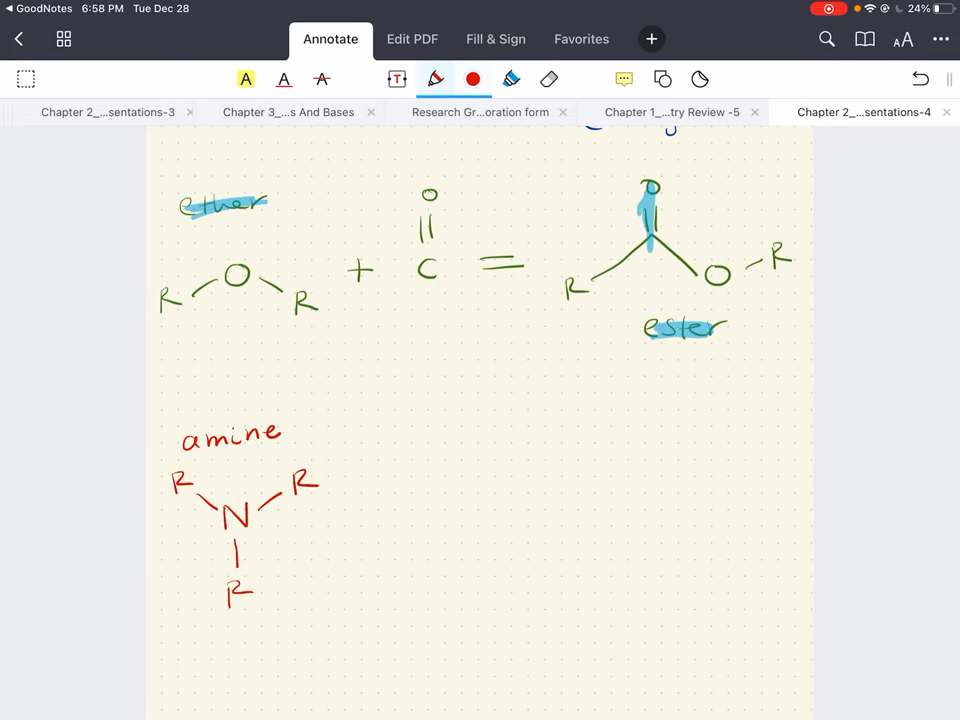 GoodNotes 6:58 PM Tue Dec 28 24%
Annotate Edit PDF Fill & Sign Favorites
A A A T AA
Chapter 2_...sentations-3 Chapter 3_...s And Bases Research Gr...oration form Chapter 1_...try Review -5 Chapter 2_...sentations-4
ether
O
O
R O R + C = R O R
ester
amine
R R
N
R